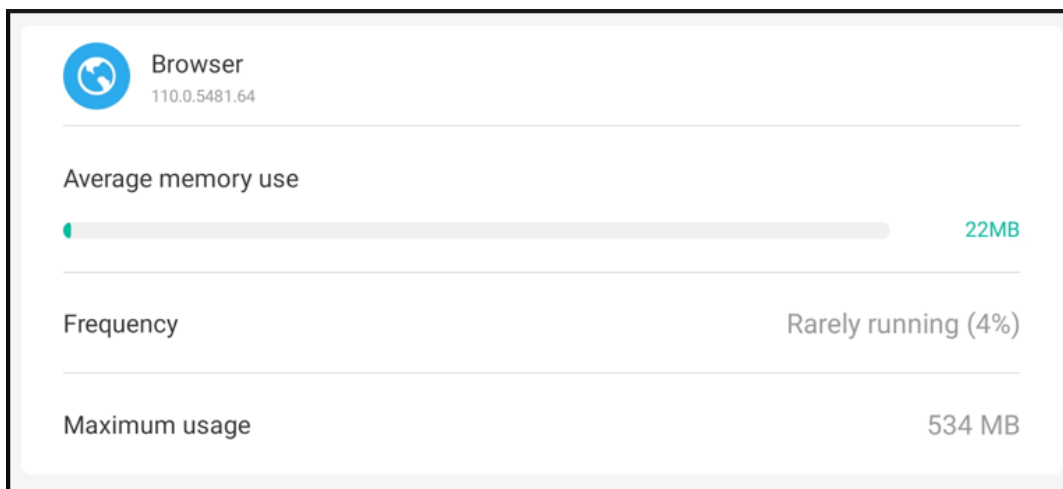 Browser
110.0.5481.64
Average memory use
22MB
Frequency
Rarely running (4%)
Maximum usage
534 MB